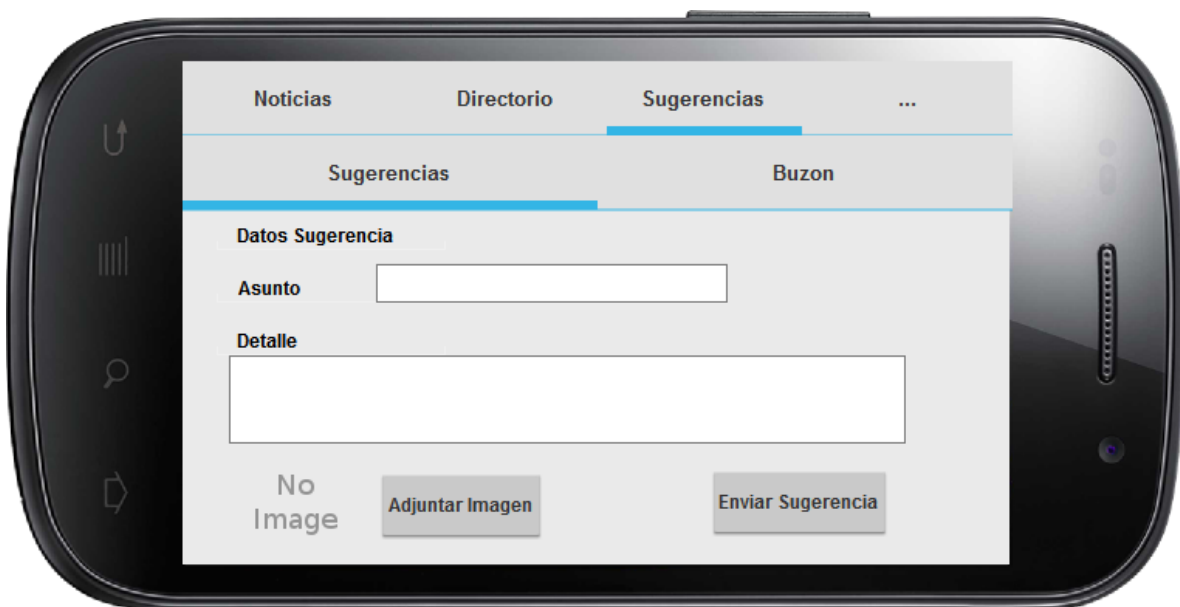 Noticias Directorio Sugerencias ...
Sugerencias Buzon
Datos Sugerencia
Asunto
Detalle
No
Image
Adjuntar Imagen
Enviar Sugerencia